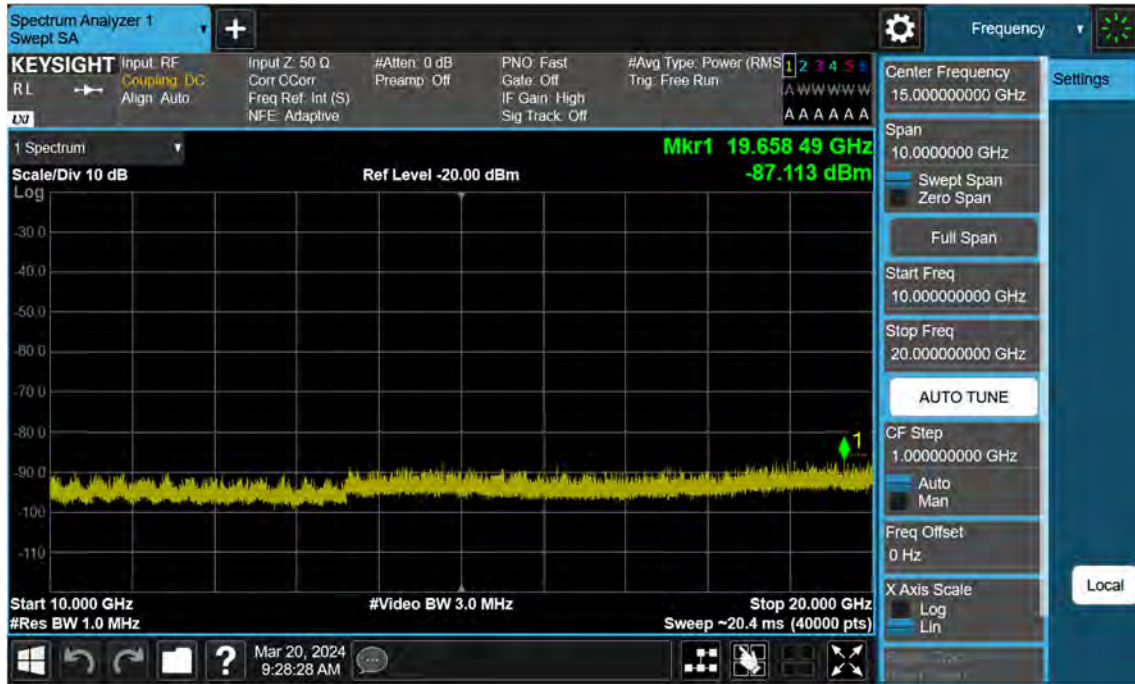 Spectrum Analyzer 1
Swept SA
Frequency
KEYSIGHT
RL
LXI
Input: RF
Coupling: DC
Align: Auto
Input Z: 50 Ω
Corr CCorr
Freq Ref: Int (S)
NFE: Adaptive
#Atten: 0 dB
Preamp: Off
PNO: Fast
Gate: Off
IF Gain: High
Sig Track: Off
#Avg Type: Power (RMS
Trig: Free Run
1 2 3 4 5 6
A W W W W W
A A A A A A
1 Spectrum
Mkr1 19.658 49 GHz
Scale/Div 10 dB
Ref Level -20.00 dBm
-87.113 dBm
Log
-30.0
-40.0
-50.0
-60.0
-70.0
-80.0
1
-90.0
-100
-110
Start 10.000 GHz
#Video BW 3.0 MHz
Stop 20.000 GHz
#Res BW 1.0 MHz
Sweep ~20.4 ms (40000 pts)
Center Frequency
15.000000000 GHz
Settings
Span
10.0000000 GHz
Swept Span
Zero Span
Full Span
Start Freq
10.000000000 GHz
Stop Freq
20.000000000 GHz
AUTO TUNE
CF Step
1.000000000 GHz
Auto
Man
Freq Offset
0 Hz
X Axis Scale
Log
Lin
Local
?
Mar 20, 2024
9:28:28 AM